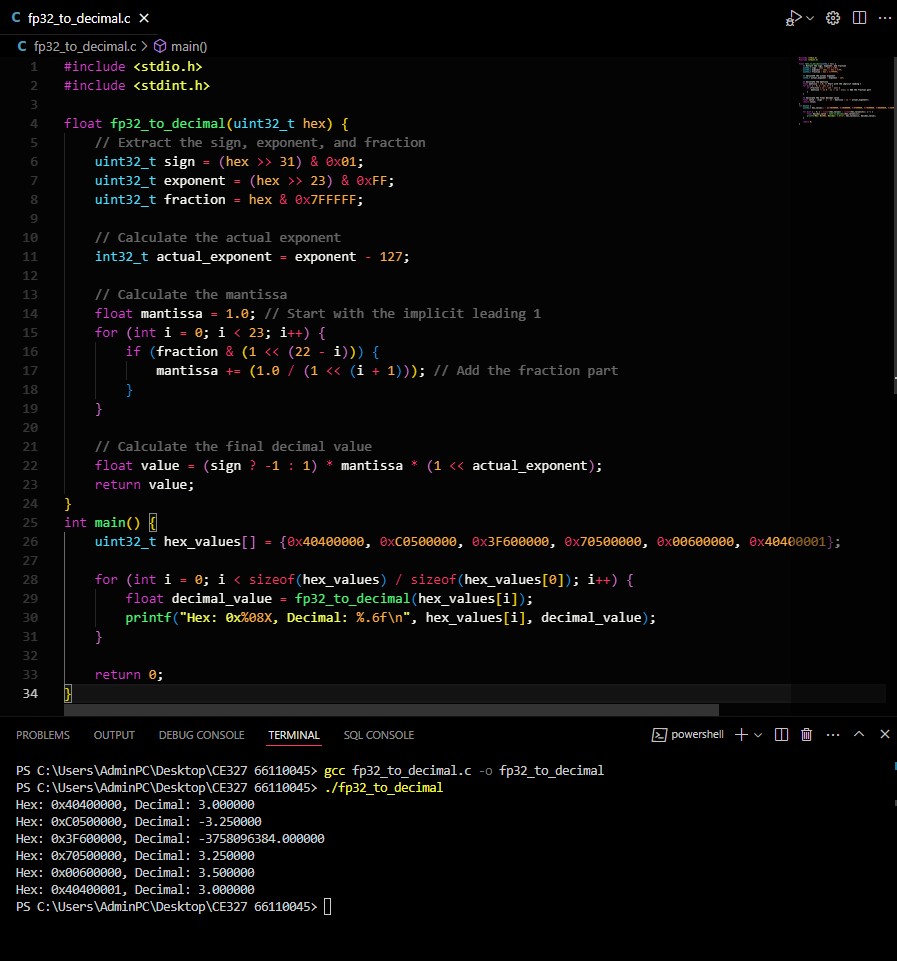 C fp32_to_decimal.c ×
C fp32_to_decimal.c > main()
1 #include <stdio.h>
2 #include <stdint.h>
3
4 float fp32_to_decimal(uint32_t hex) {
5     // Extract the sign, exponent, and fraction
6     uint32_t sign = (hex >> 31) & 0x01;
7     uint32_t exponent = (hex >> 23) & 0xFF;
8     uint32_t fraction = hex & 0x7FFFFF;
9
10     // Calculate the actual exponent
11     int32_t actual_exponent = exponent - 127;
12
13     // Calculate the mantissa
14     float mantissa = 1.0; // Start with the implicit leading 1
15     for (int i = 0; i < 23; i++) {
16         if (fraction & (1 << (22 - i))) {
17             mantissa += (1.0 / (1 << (i + 1))); // Add the fraction part
18         }
19     }
20
21     // Calculate the final decimal value
22     float value = (sign ? -1 : 1) * mantissa * (1 << actual_exponent);
23     return value;
24 }
25 int main() {
26     uint32_t hex_values[] = {0x40400000, 0xC0500000, 0x3F600000, 0x70500000, 0x00600000, 0x40400001};
27
28     for (int i = 0; i < sizeof(hex_values) / sizeof(hex_values[0]); i++) {
29         float decimal_value = fp32_to_decimal(hex_values[i]);
30         printf("Hex: 0x%08X, Decimal: %.6f\n", hex_values[i], decimal_value);
31     }
32
33     return 0;
34 }
PROBLEMS OUTPUT DEBUG CONSOLE TERMINAL SQL CONSOLE powershell
PS C:\Users\AdminPC\Desktop\CE327 66110045> gcc fp32_to_decimal.c -o fp32_to_decimal
PS C:\Users\AdminPC\Desktop\CE327 66110045> ./fp32_to_decimal
Hex: 0x40400000, Decimal: 3.000000
Hex: 0xC0500000, Decimal: -3.250000
Hex: 0x3F600000, Decimal: -3758096384.000000
Hex: 0x70500000, Decimal: 3.250000
Hex: 0x00600000, Decimal: 3.500000
Hex: 0x40400001, Decimal: 3.000000
PS C:\Users\AdminPC\Desktop\CE327 66110045>